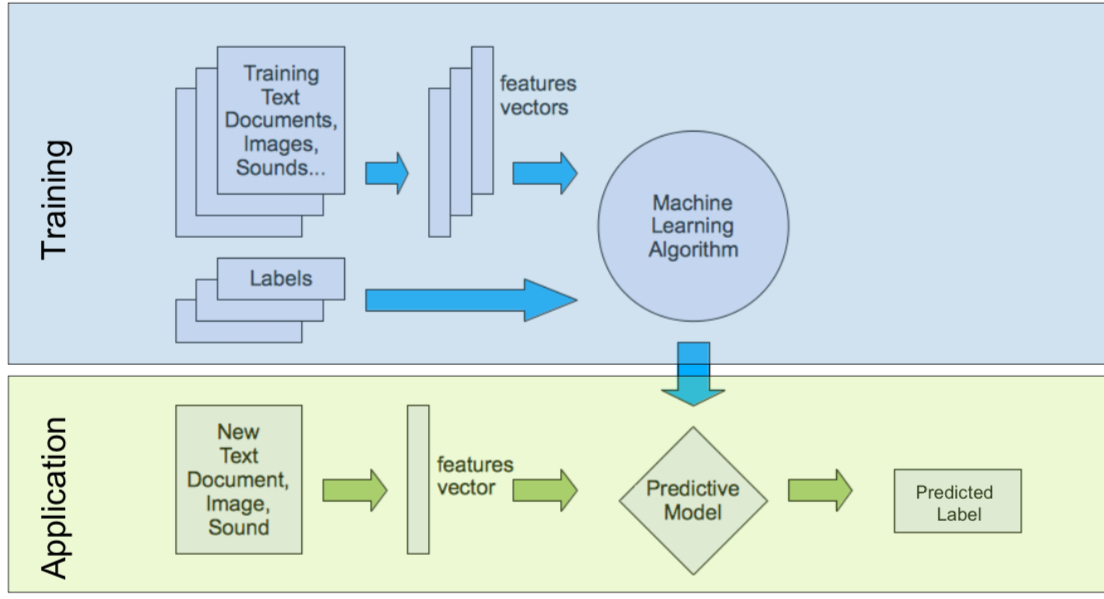 Training
Training
Text
Documents,
Images,
Sounds...
features
vectors
Machine
Learning
Algorithm
Labels
Application
New
Text
Document,
Image,
Sound
features
vector
Predictive
Model
Predicted
Label